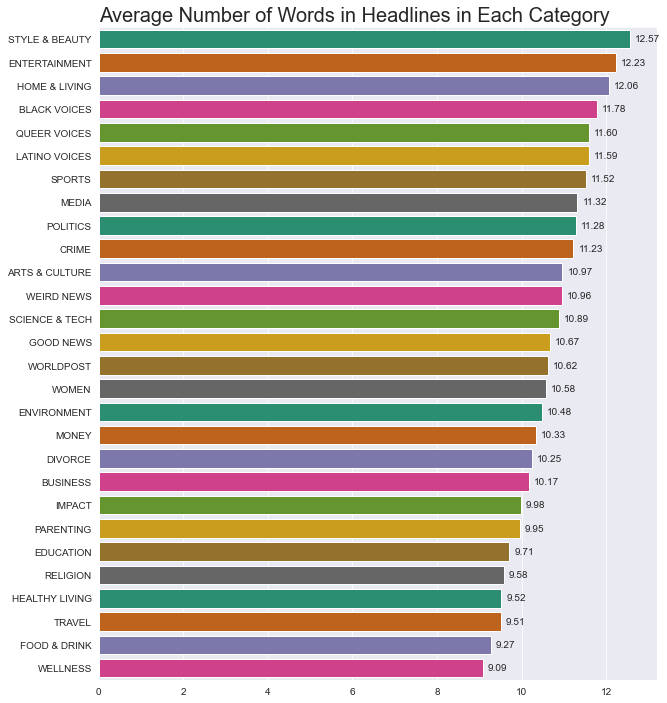 Average Number of Words in Headlines in Each Category
STYLE & BEAUTY 12.57
ENTERTAINMENT 12.23
HOME & LIVING 12.06
BLACK VOICES 11.78
QUEER VOICES 11.60
LATINO VOICES 11.59
SPORTS 11.52
MEDIA 11.32
POLITICS 11.28
CRIME 11.23
ARTS & CULTURE 10.97
WEIRD NEWS 10.96
SCIENCE & TECH 10.89
GOOD NEWS 10.67
WORLDPOST 10.62
WOMEN 10.58
ENVIRONMENT 10.48
MONEY 10.33
DIVORCE 10.25
BUSINESS 10.17
IMPACT 9.98
PARENTING 9.95
EDUCATION 9.71
RELIGION 9.58
HEALTHY LIVING 9.52
TRAVEL 9.51
FOOD & DRINK 9.27
WELLNESS 9.09
0 2 4 6 8 10 12